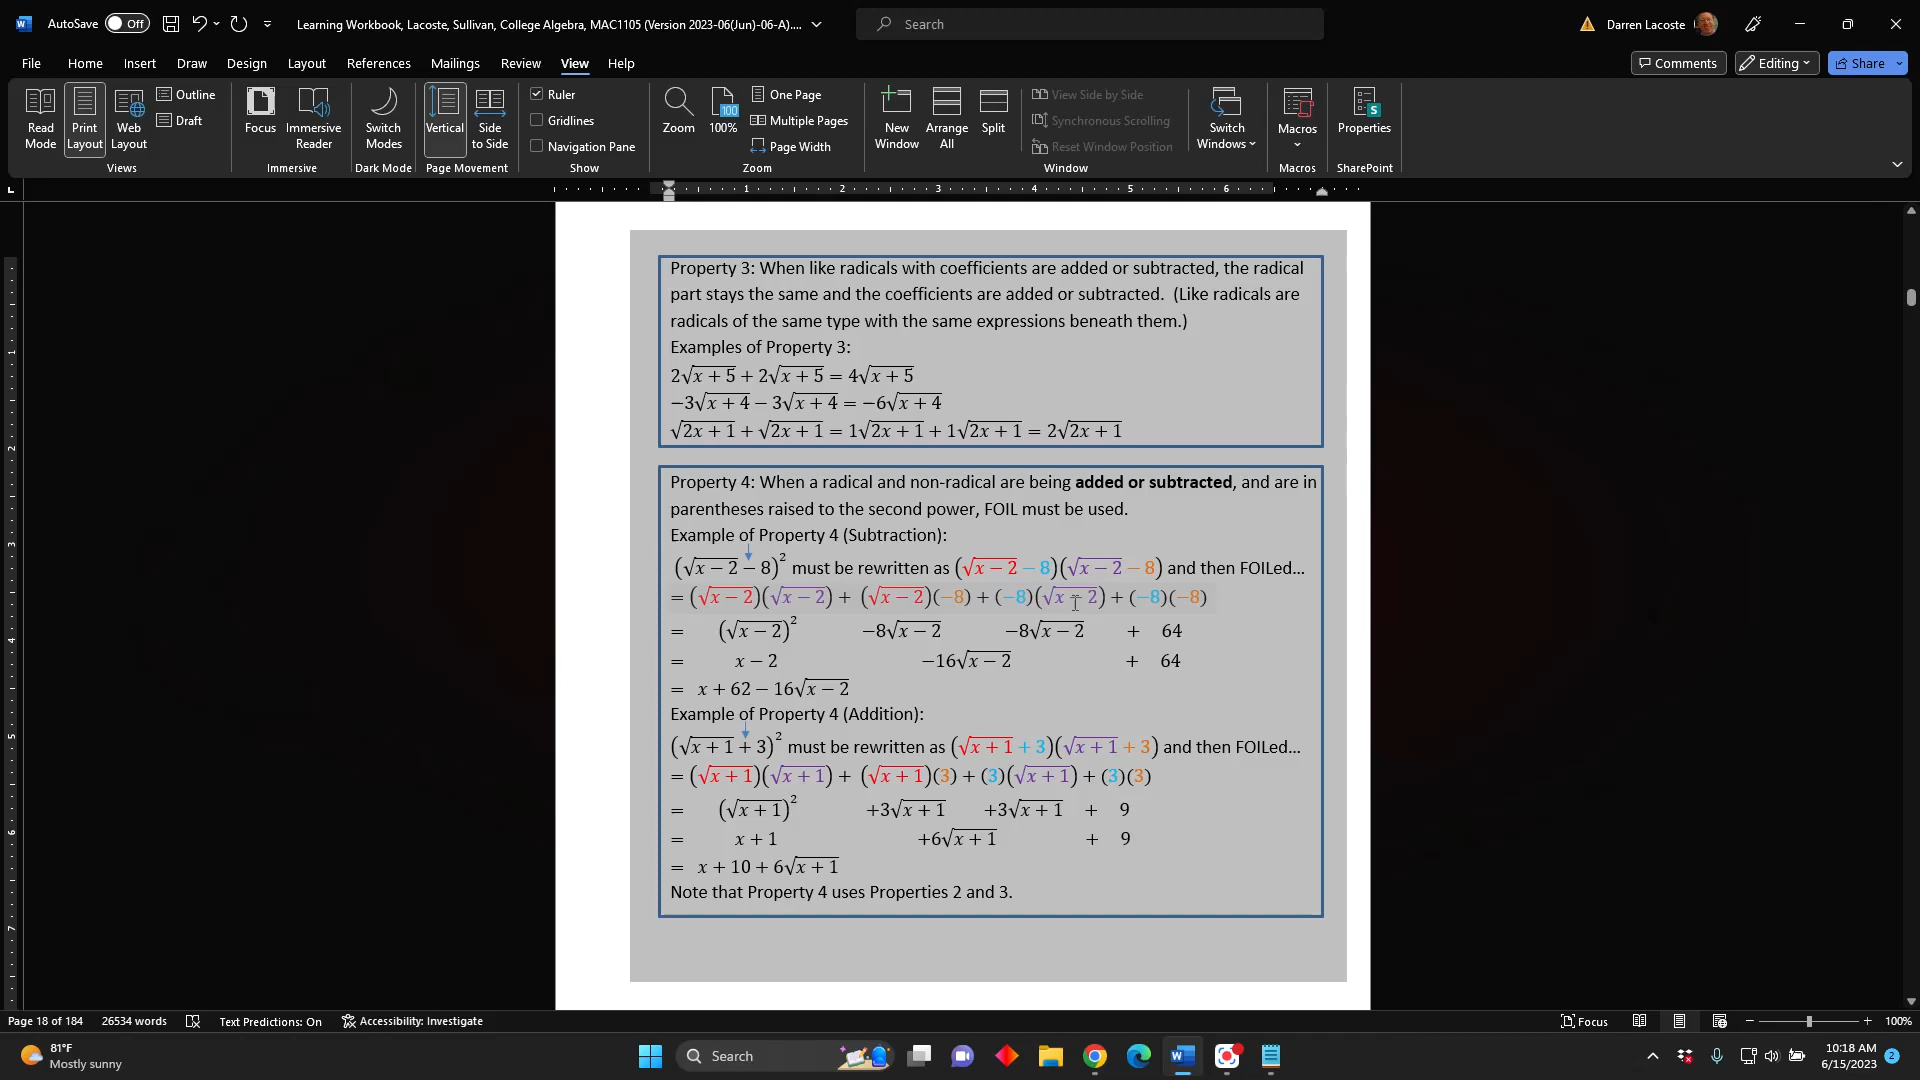 AutoSave Off Learning Workbook, Lacoste, Sullivan, College Algebra, MAC1105 (Version 2023-06(Jun)-06-A).... Search Darren Lacoste
File Home Insert Draw Design Layout References Mailings Review View Help Comments Editing Share
Read Mode Print Layout Web Layout Outline Draft
Views
Focus Immersive Reader
Immersive
Switch Modes
Dark Mode
Vertical Side to Side
Page Movement
Ruler
Gridlines
Navigation Pane
Show
Zoom 100% One Page Multiple Pages Page Width
Zoom
New Window Arrange All Split View Side by Side Synchronous Scrolling Reset Window Position Switch Windows
Window
Macros
Macros
Properties
SharePoint
1 2 3 4 5 6
1
2
3
4
5
6
7
Property 3: When like radicals with coefficients are added or subtracted, the radical
part stays the same and the coefficients are added or subtracted. (Like radicals are
radicals of the same type with the same expressions beneath them.)
Examples of Property 3:
2√(x + 5) + 2√(x + 5) = 4√(x + 5)
−3√(x + 4) − 3√(x + 4) = −6√(x + 4)
√(2x + 1) + √(2x + 1) = 1√(2x + 1) + 1√(2x + 1) = 2√(2x + 1)
Property 4: When a radical and non-radical are being added or subtracted, and are in
parentheses raised to the second power, FOIL must be used.
Example of Property 4 (Subtraction):
(√(x − 2) − 8)² must be rewritten as (√(x − 2) − 8)(√(x − 2) − 8) and then FOILed...
= (√(x − 2))(√(x − 2)) + (√(x − 2))(−8) + (−8)(√(x − 2)) + (−8)(−8)
= (√(x − 2))² −8√(x − 2) −8√(x − 2) + 64
= x − 2 −16√(x − 2) + 64
= x + 62 − 16√(x − 2)
Example of Property 4 (Addition):
(√(x + 1) + 3)² must be rewritten as (√(x + 1) + 3)(√(x + 1) + 3) and then FOILed...
= (√(x + 1))(√(x + 1)) + (√(x + 1))(3) + (3)(√(x + 1)) + (3)(3)
= (√(x + 1))² +3√(x + 1) +3√(x + 1) + 9
= x + 1 +6√(x + 1) + 9
= x + 10 + 6√(x + 1)
Note that Property 4 uses Properties 2 and 3.
Page 18 of 184 26534 words Text Predictions: On Accessibility: Investigate Focus 100%
81°F
Mostly sunny
Search
10:18 AM
6/15/2023
2